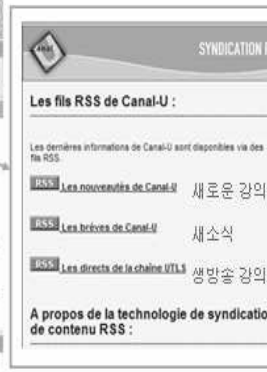 SYNDICATION
Les fils RSS de Canal-U :
Les dernières informations de Canal-U sont disponibles via des
fils RSS.
RSS Les nouveautés de Canal-U 새로운 강의
RSS Les brèves de Canal-U 새소식
RSS Les directs de la chaîne UTLS 생방송 강의
A propos de la technologie de syndicatio
de contenu RSS :